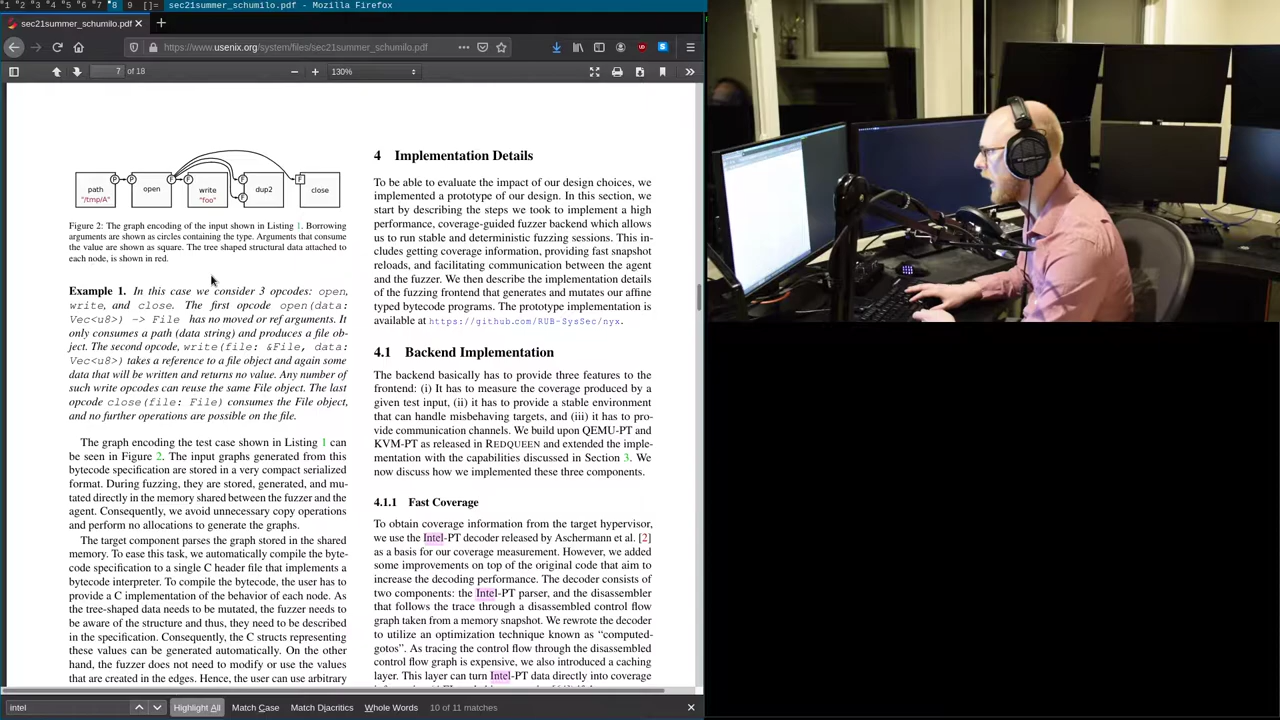 1 2 3 4 5 6 7 8 9 []= sec21summer_schumilo.pdf - Mozilla Firefox
sec21summer_schumilo.pdf × +
https://www.usenix.org/system/files/sec21summer_schumilo.pdf
7 of 18 − + 130%
path
"/tmp/A"
P
P
open
P
P
write
"foo"
P
P
dup2
F
close
Figure 2: The graph encoding of the input shown in Listing 1. Borrowing
arguments are shown as circles containing the type. Arguments that consume
the value are shown as square. The tree shaped structural data attached to
each node, is shown in red.
Example 1. In this case we consider 3 opcodes: open,
write, and close. The first opcode open(data:
Vec<u8>) -> File has no moved or ref arguments. It
only consumes a path (data string) and produces a file ob-
ject. The second opcode, write(file: &File, data:
Vec<u8>) takes a reference to a file object and again some
data that will be written and returns no value. Any number of
such write opcodes can reuse the same File object. The last
opcode close(file: File) consumes the File object,
and no further operations are possible on the file.
The graph encoding the test case shown in Listing 1 can
be seen in Figure 2. The input graphs generated from this
bytecode specification are stored in a very compact serialized
format. During fuzzing, they are stored, generated, and mu-
tated directly in the memory shared between the fuzzer and the
agent. Consequently, we avoid unnecessary copy operations
and perform no allocations to generate the graphs.
The target component parses the graph stored in the shared
memory. To ease this task, we automatically compile the byte-
code specification to a single C header file that implements a
bytecode interpreter. To compile the bytecode, the user has to
provide a C implementation of the behavior of each node. As
the tree-shaped data needs to be mutated, the fuzzer needs to
be aware of the structure and thus, they need to be described
in the specification. Consequently, the C structs representing
these values can be generated automatically. On the other
hand, the fuzzer does not need to modify or use the values
that are created in the edges. Hence, the user can use arbitrary
4 Implementation Details
To be able to evaluate the impact of our design choices, we
implemented a prototype of our design. In this section, we
start by describing the steps we took to implement a high
performance, coverage-guided fuzzer backend which allows
us to run stable and deterministic fuzzing sessions. This in-
cludes getting coverage information, providing fast snapshot
reloads, and facilitating communication between the agent
and the fuzzer. We then describe the implementation details
of the fuzzing frontend that generates and mutates our affine
typed bytecode programs. The prototype implementation is
available at https://github.com/RUB-SysSec/nyx.
4.1 Backend Implementation
The backend basically has to provide three features to the
frontend: (i) It has to measure the coverage produced by a
given test input, (ii) it has to provide a stable environment
that can handle misbehaving targets, and (iii) it has to pro-
vide communication channels. We build upon QEMU-PT and
KVM-PT as released in REDQUEEN and extended the imple-
mentation with the capabilities discussed in Section 3. We
now discuss how we implemented these three components.
4.1.1 Fast Coverage
To obtain coverage information from the target hypervisor,
we use the Intel-PT decoder released by Aschermann et al. [2]
as a basis for our coverage measurement. However, we added
some improvements on top of the original code that aim to
increase the decoding performance. The decoder consists of
two components: the Intel-PT parser, and the disassembler
that follows the trace through a disassembled control flow
graph taken from a memory snapshot. We rewrote the decoder
to utilize an optimization technique known as “computed-
gotos”. As tracing the control flow through the disassembled
control flow graph is expensive, we also introduced a caching
layer. This layer can turn Intel-PT data directly into coverage
intel Highlight All Match Case Match Diacritics Whole Words 10 of 11 matches